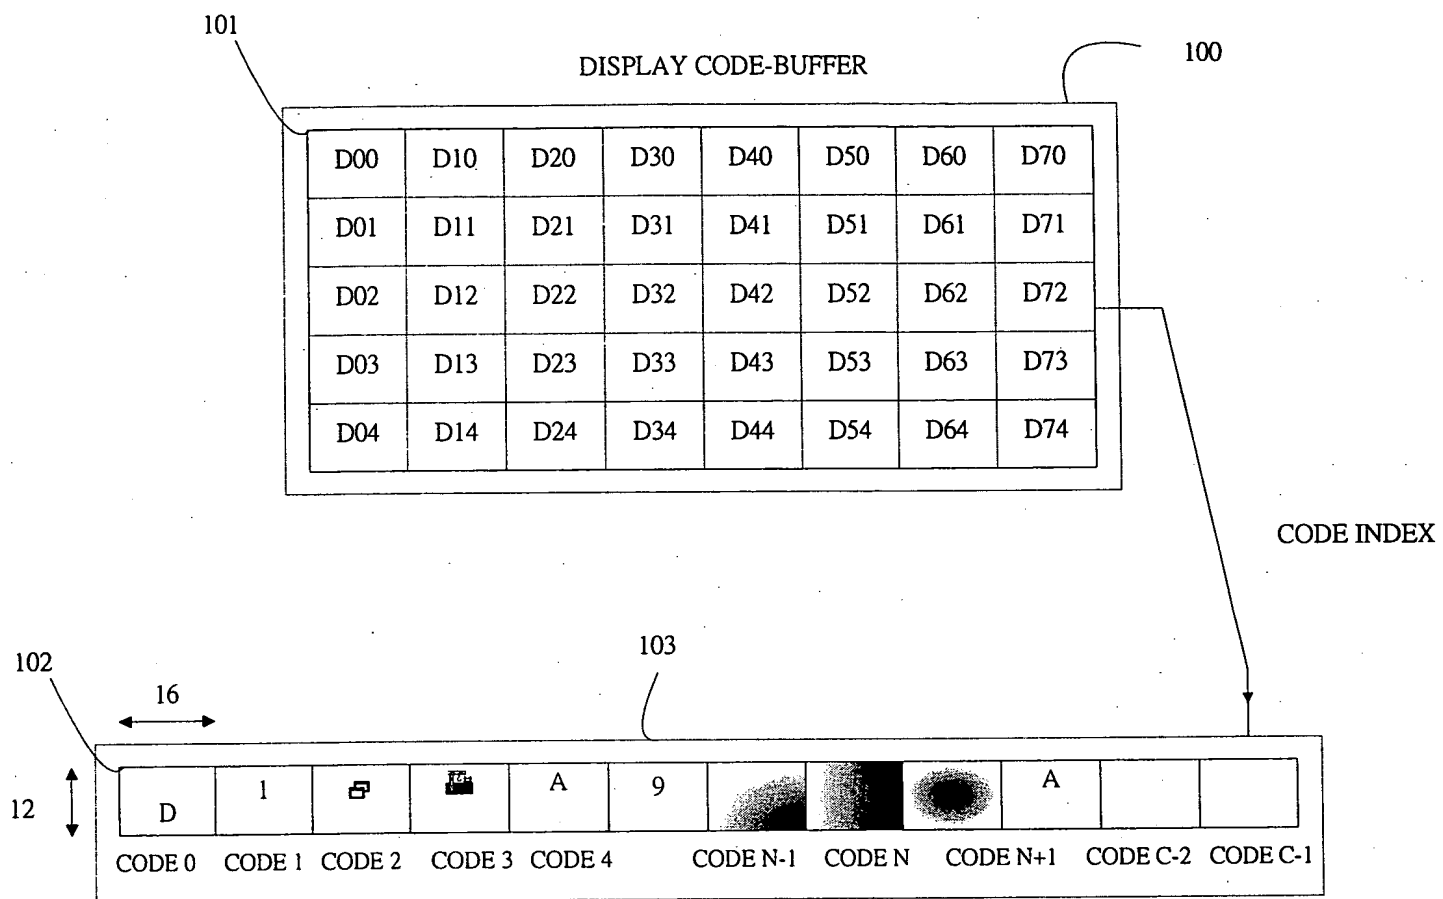 101
100
DISPLAY CODE-BUFFER
D00 D10 D20 D30 D40 D50 D60 D70
D01 D11 D21 D31 D41 D51 D61 D71
D02 D12 D22 D32 D42 D52 D62 D72
D03 D13 D23 D33 D43 D53 D63 D73
D04 D14 D24 D34 D44 D54 D64 D74
CODE INDEX
103
102
16
12
D 1 A 9 A
CODE 0 CODE 1 CODE 2 CODE 3 CODE 4 CODE N-1 CODE N CODE N+1 CODE C-2 CODE C-1